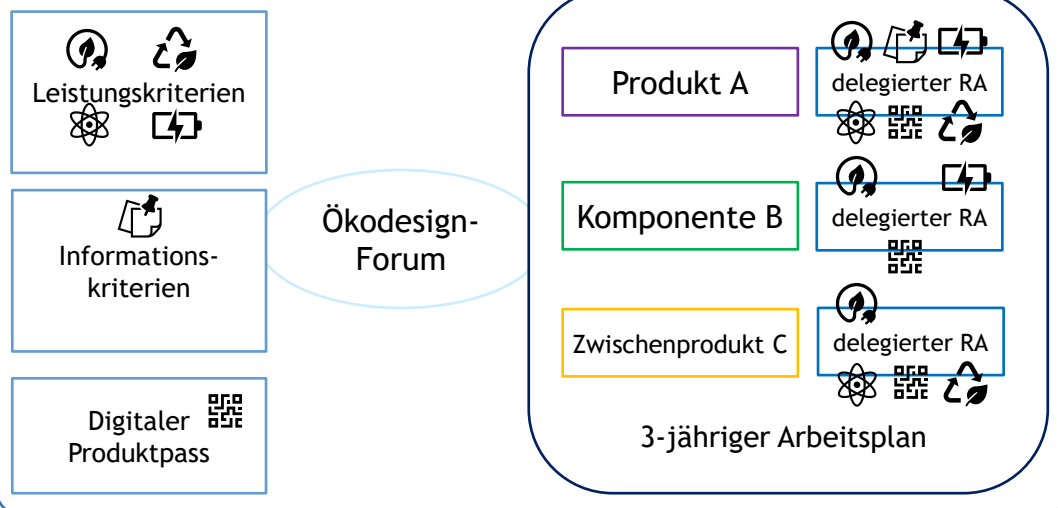 Leistungskriterien
Informations-
kriterien
Digitaler
Produktpass
Ökodesign-
Forum
Produkt A
delegierter RA
Komponente B
delegierter RA
Zwischenprodukt C
delegierter RA
3-jähriger Arbeitsplan